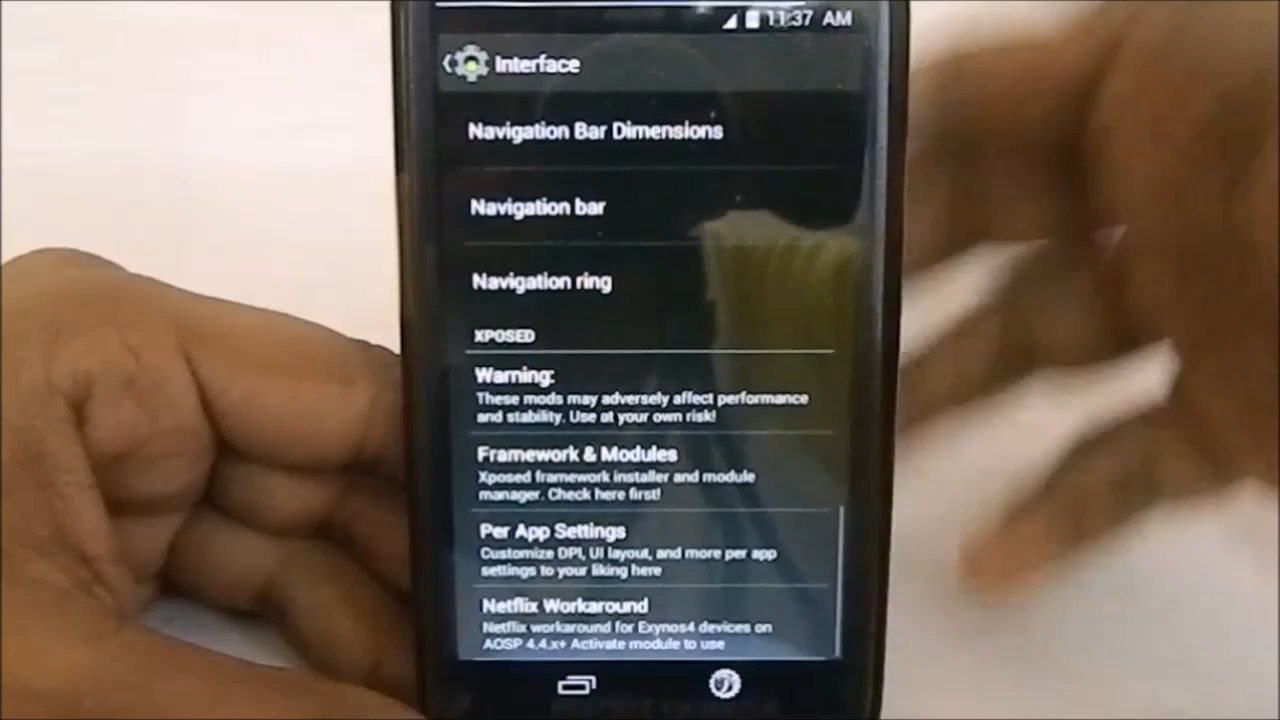 11:37 AM
Interface
Navigation Bar Dimensions
Navigation bar
Navigation ring
XPOSED
Warning:
These mods may adversely affect performance
and stability. Use at your own risk!
Framework & Modules
Xposed framework installer and module
manager. Check here first!
Per App Settings
Customize DPI, UI layout, and more per app
settings to your liking here
Netflix Workaround
Netflix workaround for Exynos4 devices on
AOSP 4.4.x+ Activate module to use